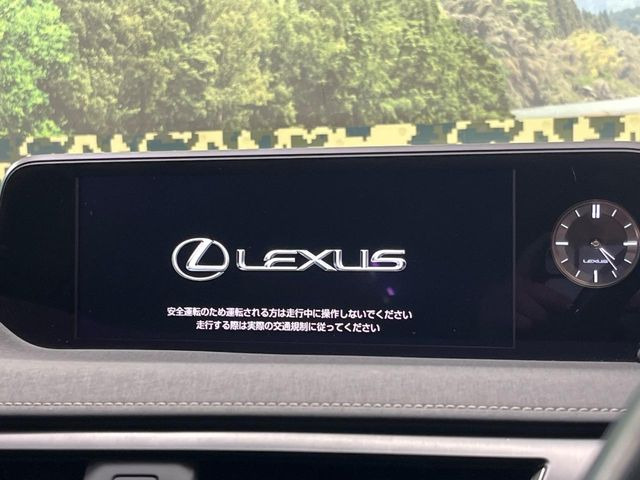 LEXUS
安全運転のため運転される方は走行中に操作しないでください
走行する際は実際の交通規制に従ってください
LEXUS